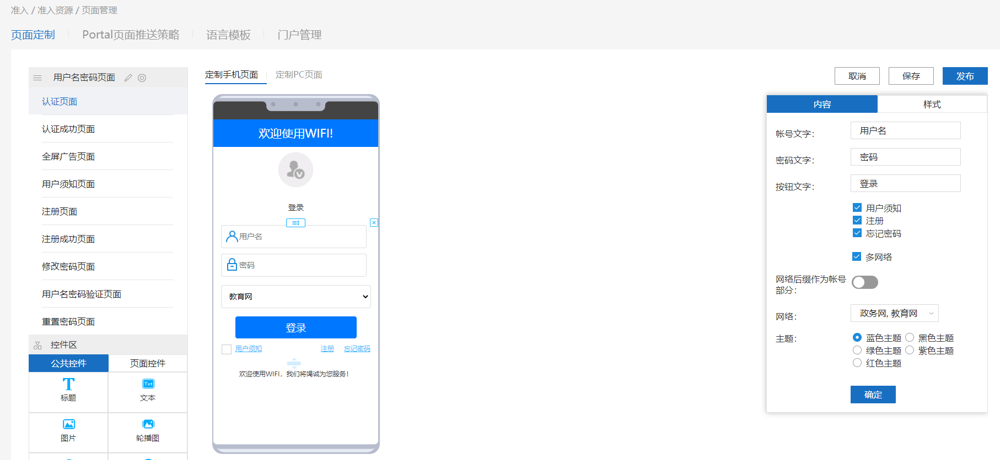 准入 / 准入资源 / 页面管理
页面定制
Portal页面推送策略
语言模板
门户管理
用户名密码页面
认证页面
认证成功页面
全屏广告页面
用户须知页面
注册页面
注册成功页面
修改密码页面
用户名密码验证页面
重置密码页面
控件区
公共控件
页面控件
标题
Txt
文本
图片
轮播图
定制手机页面
定制PC页面
欢迎使用WIFI!
登录
用户名
密码
教育网
登录
用户须知
注册
忘记密码
欢迎使用WIFI，我们将竭诚为您服务！
取消
保存
发布
内容
样式
帐号文字：
用户名
密码文字：
密码
按钮文字：
登录
用户须知
注册
忘记密码
多网络
网络后缀作为帐号
部分：
网络：
政务网, 教育网
主题：
蓝色主题
黑色主题
绿色主题
紫色主题
红色主题
确定